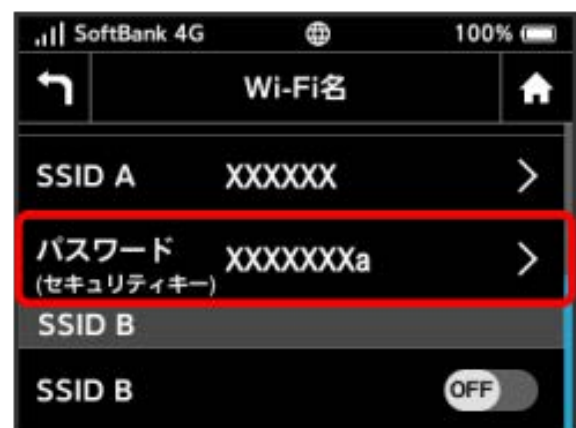 SoftBank 4G 100%
Wi-Fi名
SSID A XXXXXX
パスワード XXXXXXXa
(セキュリティキー)
SSID B
SSID B OFF